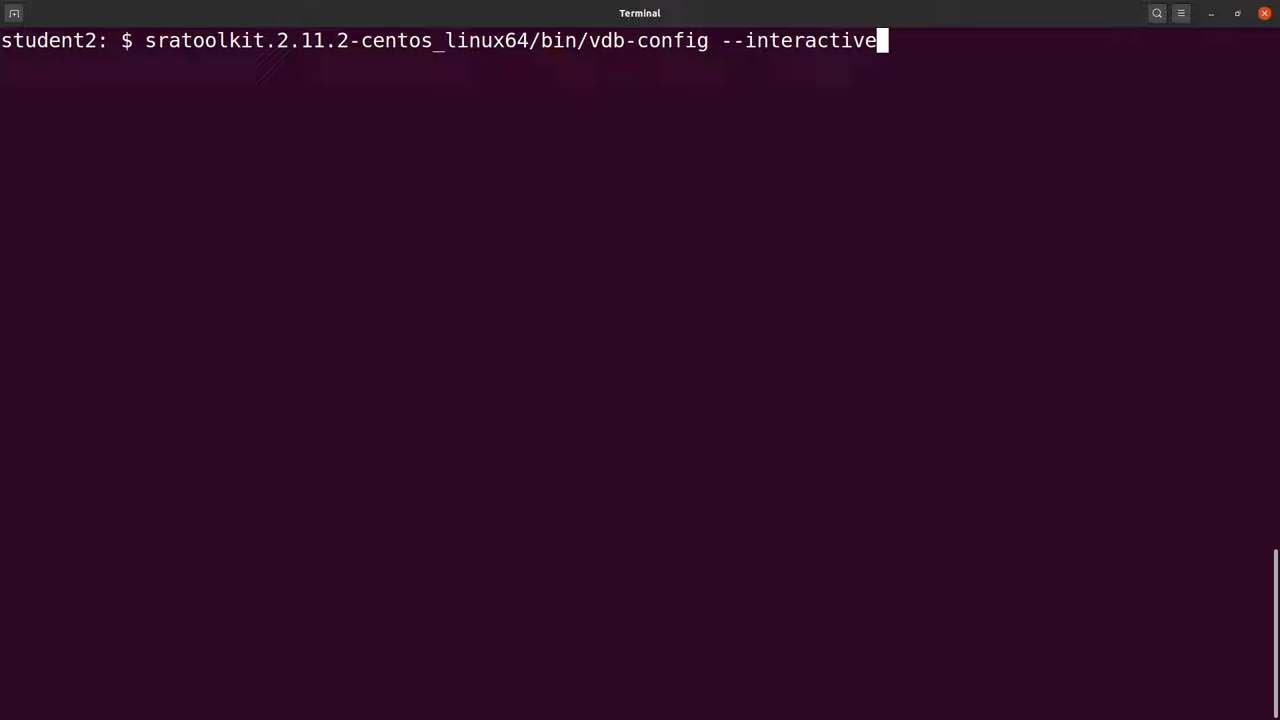 Terminal
student2: $ sratoolkit.2.11.2-centos_linux64/bin/vdb-config --interactive